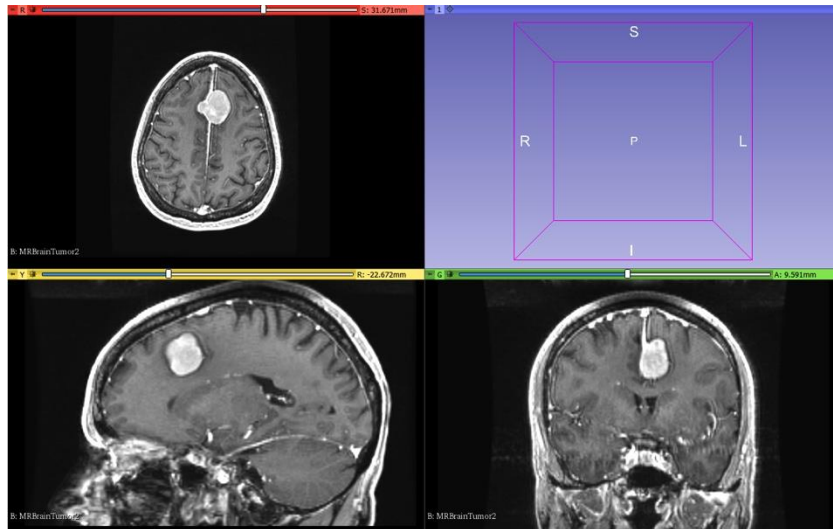 R S: 31.671mm
1
S
R P L
I
B: MRBrainTumor2
Y R: -22.672mm
G A: 9.591mm
B: MRBrainTumor2
B: MRBrainTumor2